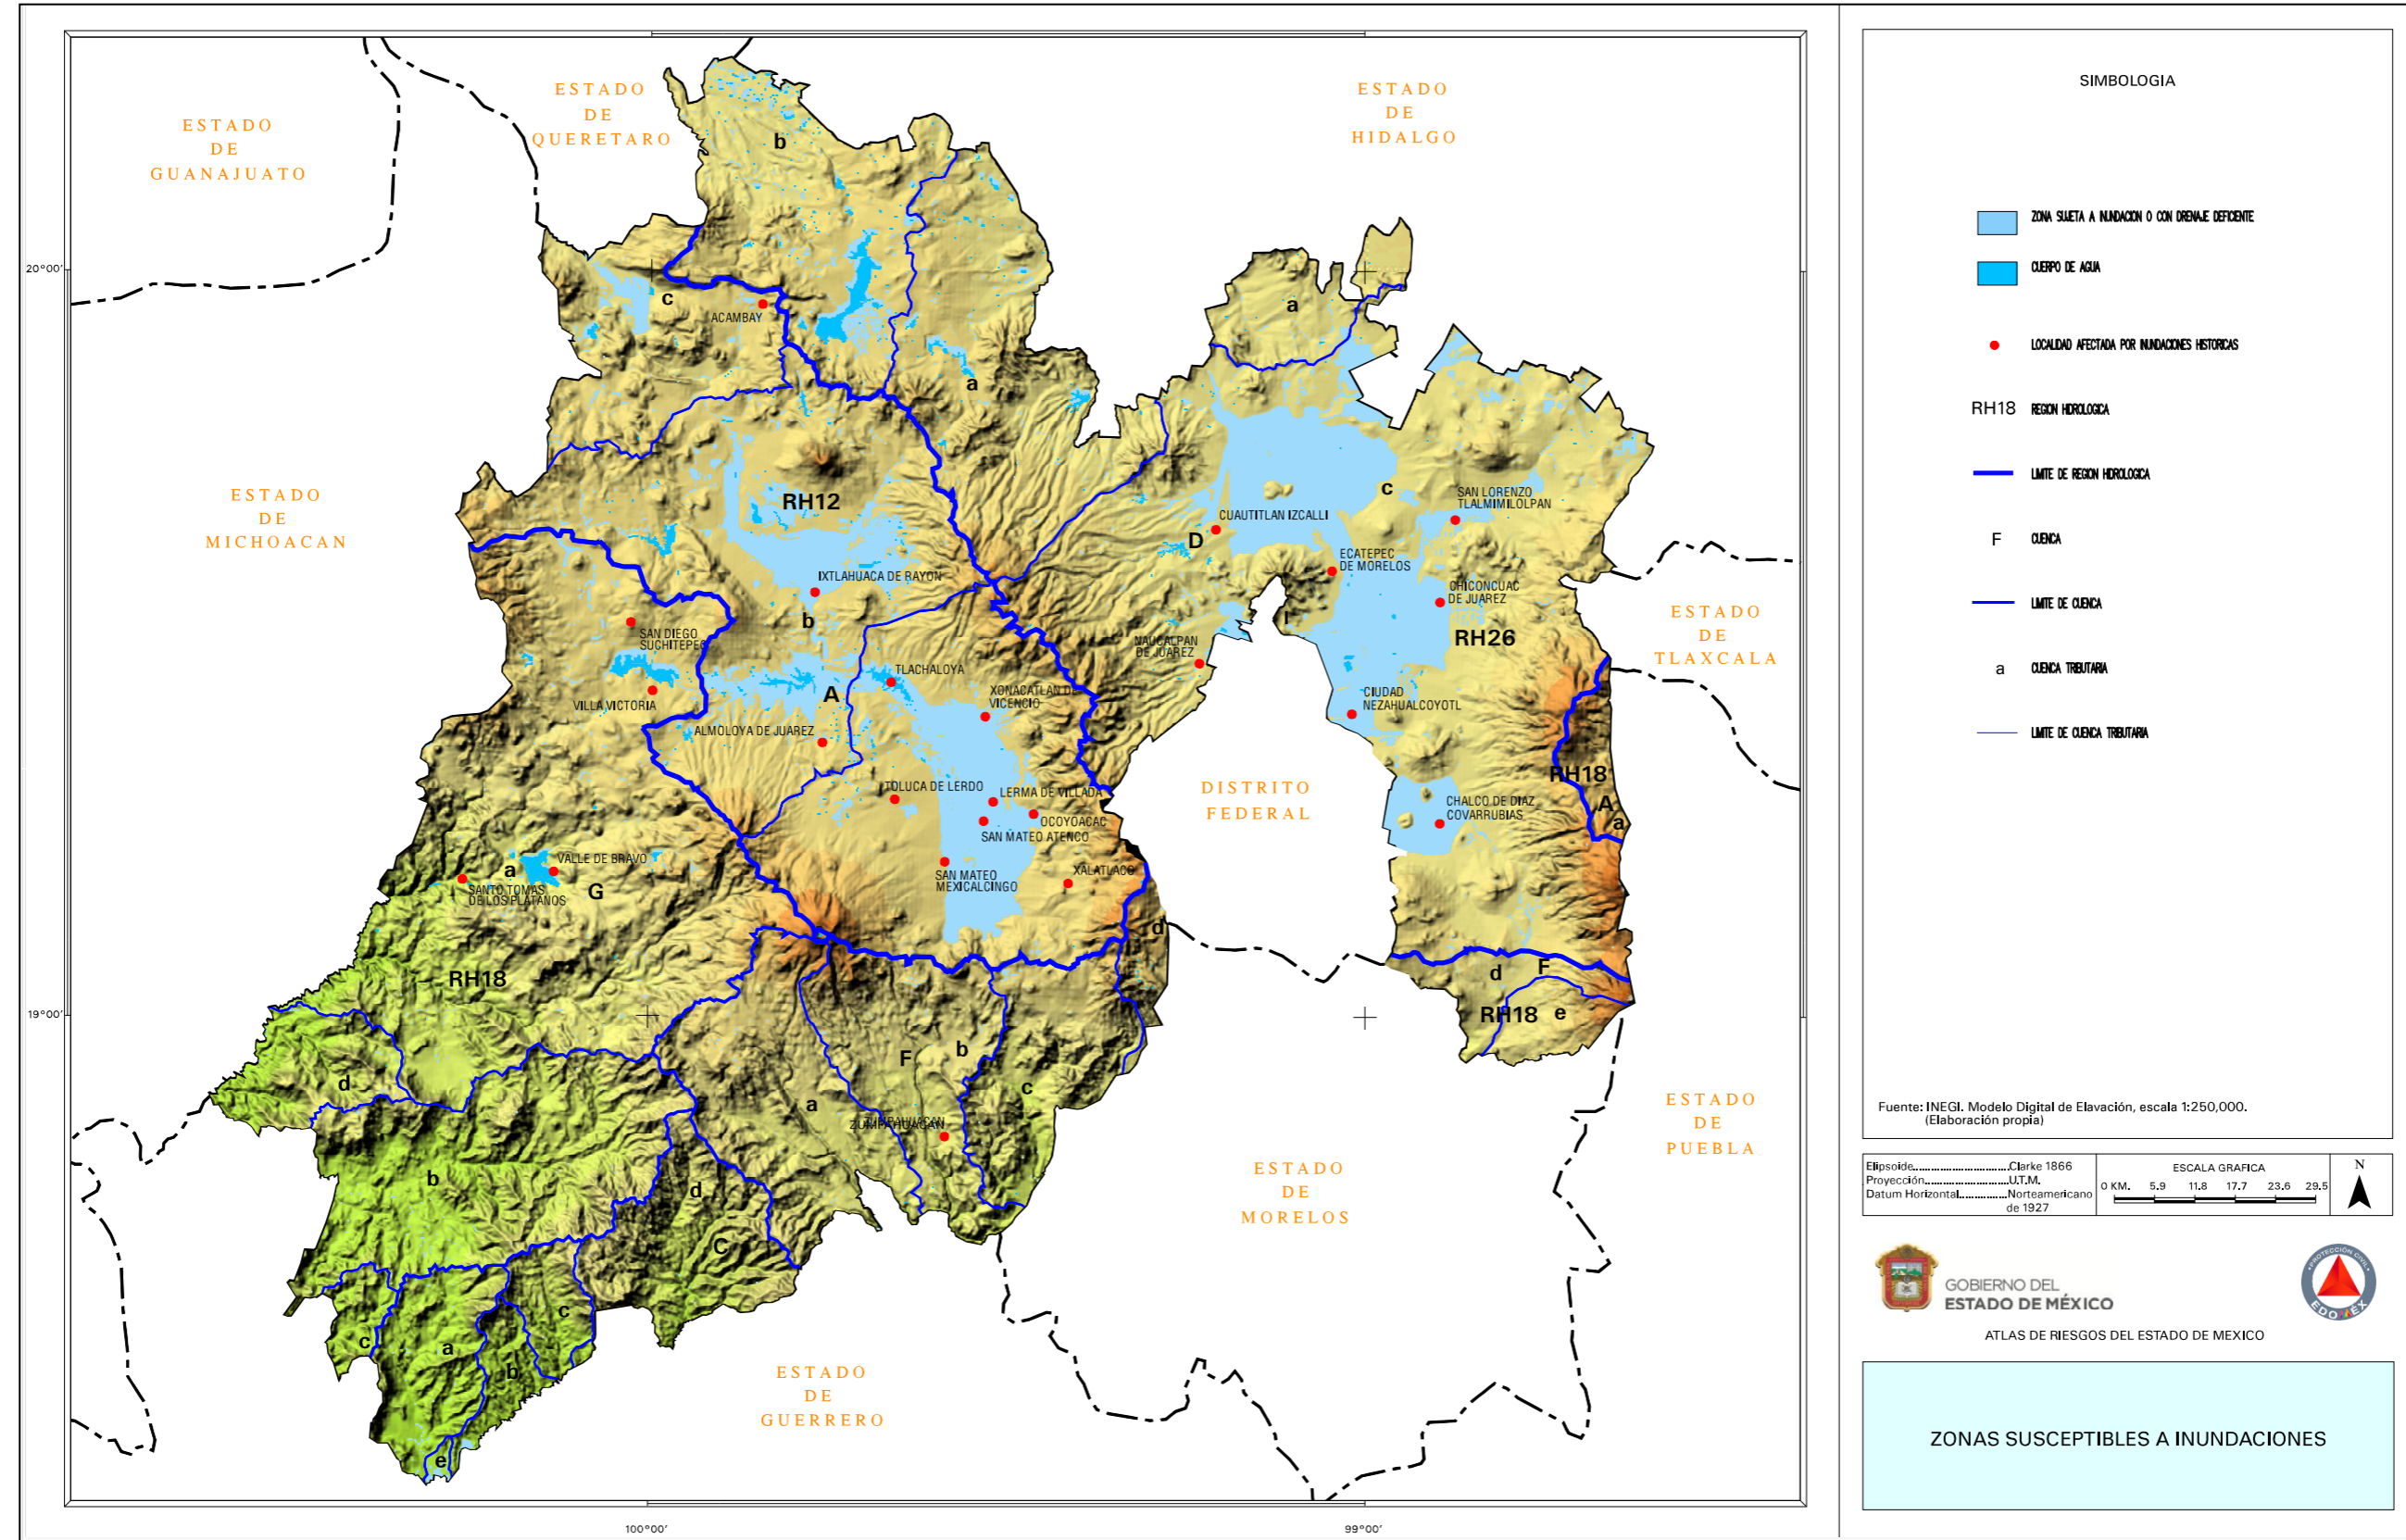 ESTADO
DE
GUANAJUATO
ESTADO
DE
QUERETARO
ESTADO
DE
HIDALGO
ESTADO
DE
MICHOACAN
ESTADO
DE
TLAXCALA
DISTRITO
FEDERAL
ESTADO
DE
PUEBLA
ESTADO
DE
MORELOS
ESTADO
DE
GUERRERO
20°00'
19°00'
100°00'
99°00'
b
c
ACAMBAY
a
a
RH12
c
SAN LORENZO
TLALMIMILOLPAN
CUAUTITLAN IZCALLI
D
ECATEPEC
DE MORELOS
IXTLAHUACA DE RAYON
CHICONCUAC
DE JUAREZ
b
SAN DIEGO
SUCHITEPEC
RH26
NAUCALPAN
DE JUAREZ
TLACHALOYA
A
XONACATLAN DE
VICENCIO
CIUDAD
NEZAHUALCOYOTL
VILLA VICTORIA
ALMOLOYA DE JUAREZ
RH18
A
a
TOLUCA DE LERDO
LERMA DE VILLADA
OCOYOACAC
SAN MATEO ATENCO
CHALCO DE DIAZ
COVARRUBIAS
VALLE DE BRAVO
a
G
SANTO TOMAS
DE LOS PLATANOS
SAN MATEO
MEXICALCINGO
XALATLACO
d
RH18
d
F
RH18
e
F
b
d
c
a
ZUMPAHUACAN
b
d
C
c
c
a
b
e
SIMBOLOGIA
ZONA SUJETA A INUNDACION O CON DRENAJE DEFICIENTE
CUERPO DE AGUA
LOCALIDAD AFECTADA POR INUNDACIONES HISTORICAS
RH18 REGION HIDROLOGICA
LIMITE DE REGION HIDROLOGICA
F CUENCA
LIMITE DE CUENCA
a CUENCA TRIBUTARIA
LIMITE DE CUENCA TRIBUTARIA
Fuente: INEGI. Modelo Digital de Elavación, escala 1:250,000.
(Elaboración propia)
Elipsoide..............................Clarke 1866
Proyección...........................U.T.M.
Datum Horizontal..............Norteamericano
de 1927
ESCALA GRAFICA
0 KM. 5.9 11.8 17.7 23.6 29.5
N
GOBIERNO DEL
ESTADO DE MÉXICO
PROTECCIÓN CIVIL
EDOMÉX
ATLAS DE RIESGOS DEL ESTADO DE MEXICO
ZONAS SUSCEPTIBLES A INUNDACIONES